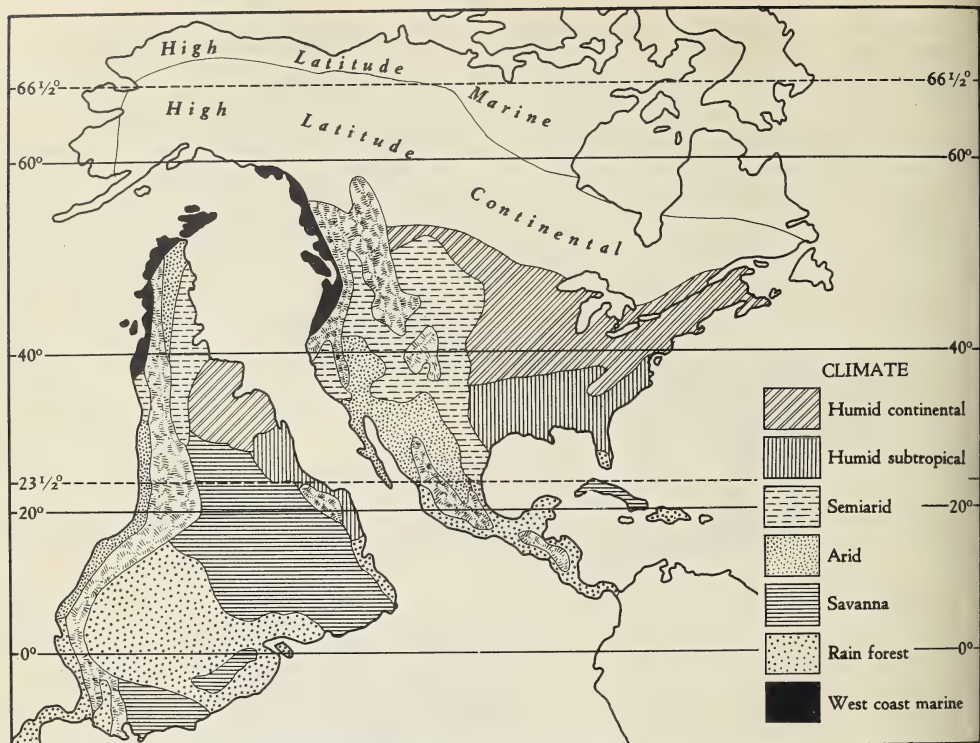 High Latitude Marine
66½°
66½°
High Latitude Continental
60°
60°
40°
40°
CLIMATE
Humid continental
Humid subtropical
23½°
Semiarid
20°
20°
Arid
Savanna
0°
Rain forest
0°
West coast marine